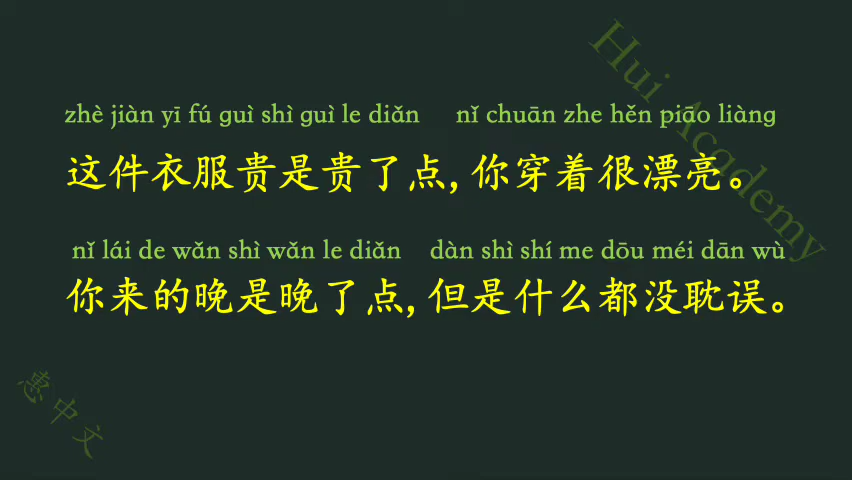 Hui Academy
zhè jiàn yī fú guì shì guì le diǎn nǐ chuān zhe hěn piāo liàng
这件衣服贵是贵了点,你穿着很漂亮。
nǐ lái de wǎn shì wǎn le diǎn dàn shì shí me dōu méi dān wù
你来的晚是晚了点,但是什么都没耽误。
惠中文